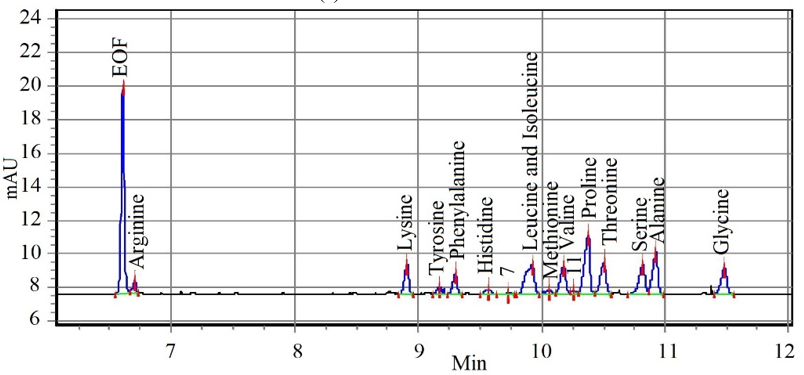 24
22
20
18
16
14
12
10
8
6
mAU
EOF
Arginine
Lysine
Tyrosine
Phenylalanine
Histidine
7
Leucine and Isoleucine
Methionine
Valine
11
Proline
Threonine
Serine
Alanine
Glycine
7
8
9
10
11
12
Min